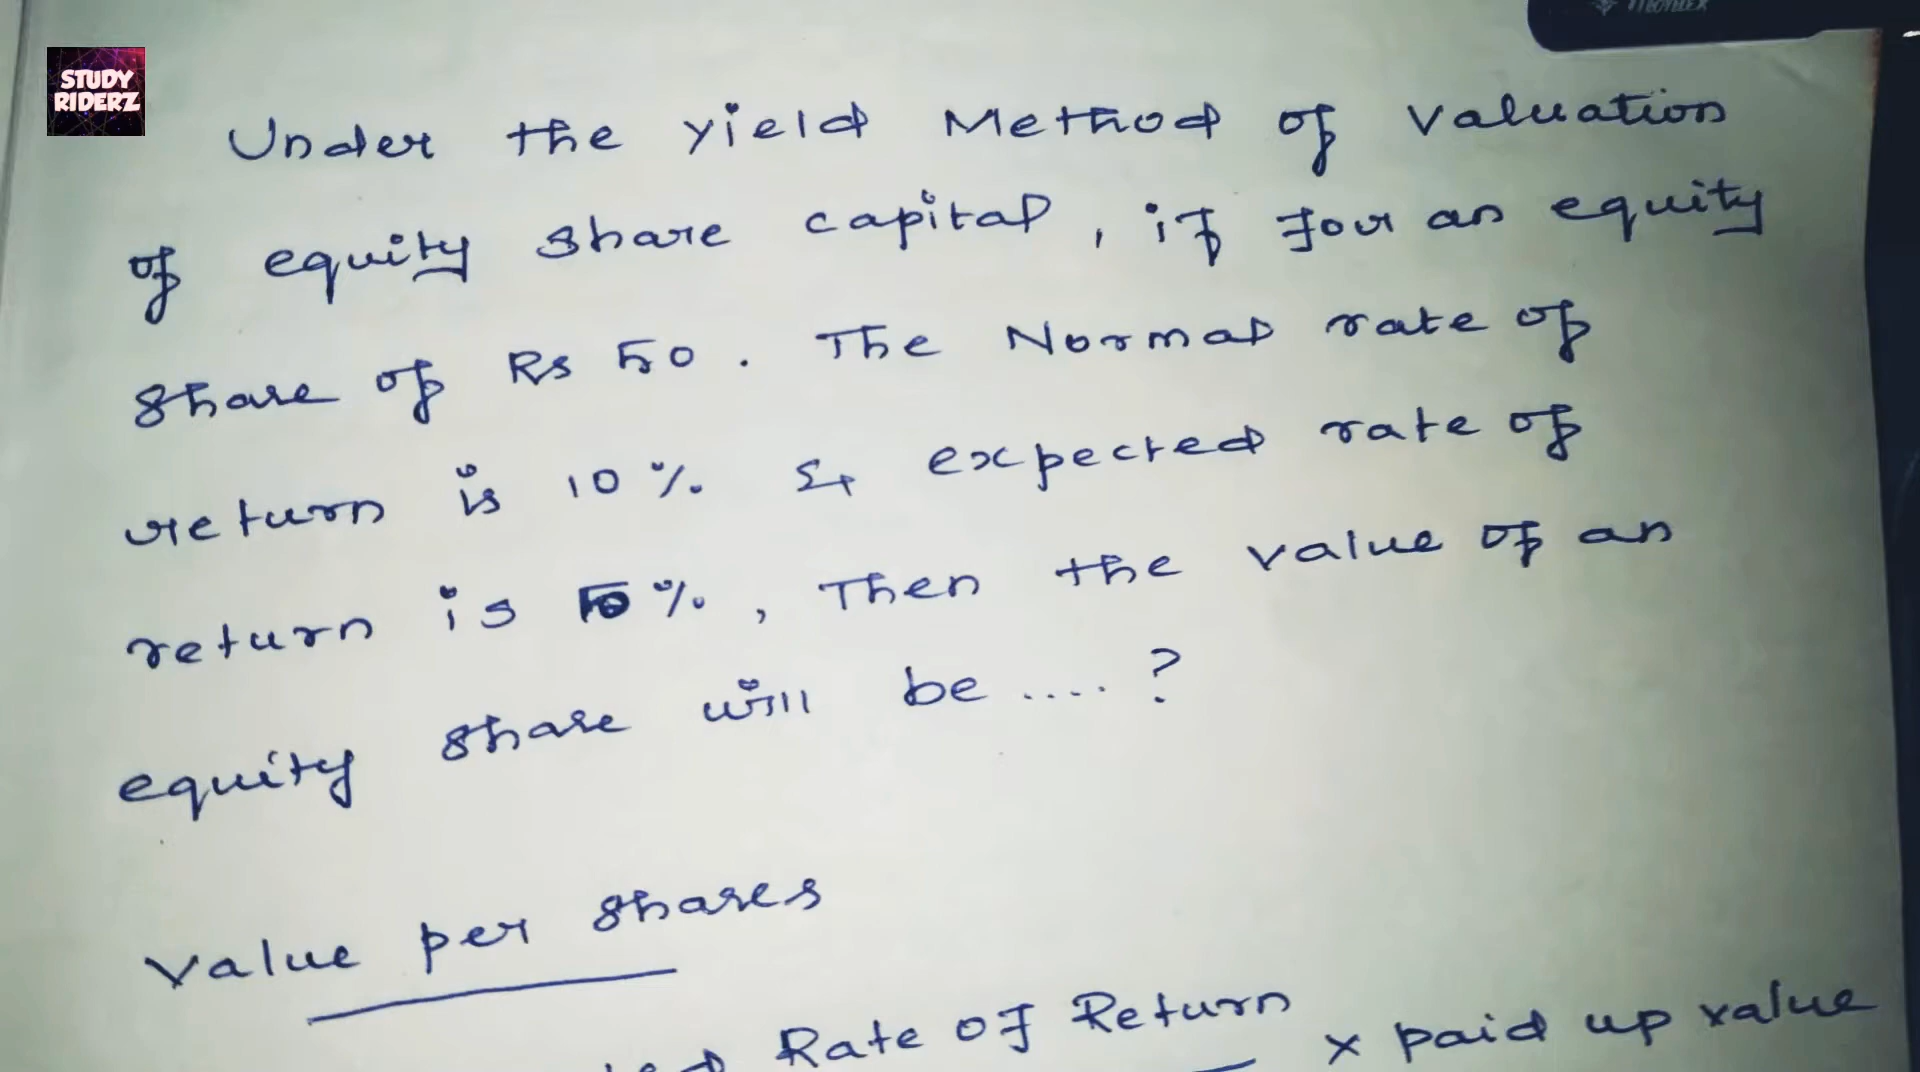 STUDY
RIDERZ
Under the yield Method of Valuation
of equity share capital, if for an equity
share of Rs 50. The Normal rate of
return is 10% & expected rate of
return is 5%, Then the value of an
equity share will be ....?
Value per shares
Rate of Return × paid up value